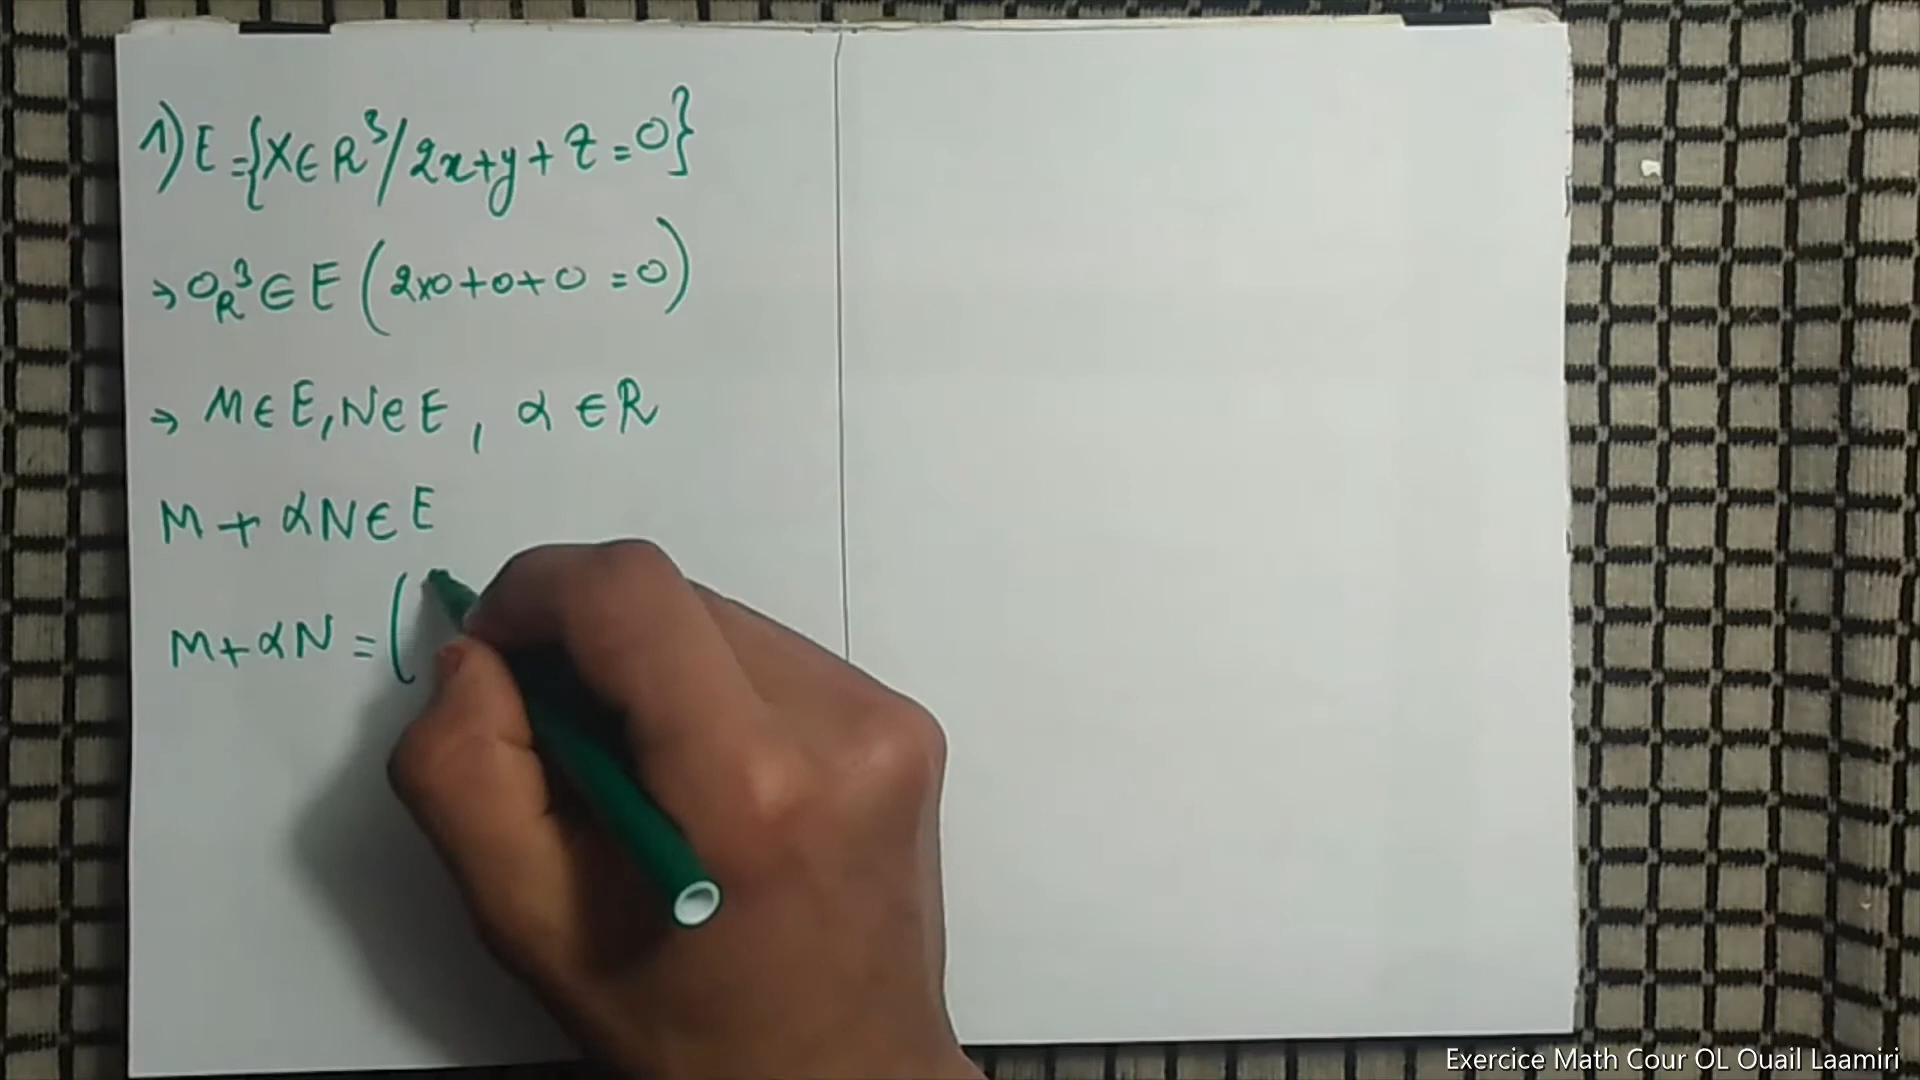 1) E = {X ∈ R³ / 2x + y + z = 0}
→ 0_R³ ∈ E (2×0 + 0 + 0 = 0)
→ M ∈ E, N ∈ E, α ∈ R
M + αN ∈ E
M + αN = (
Exercice Math Cour OL Ouail Laamiri